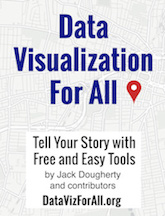 Data
Visualization
For All
Tell Your Story with
Free and Easy Tools
by Jack Dougherty
and contributors
DataVizForAll.org